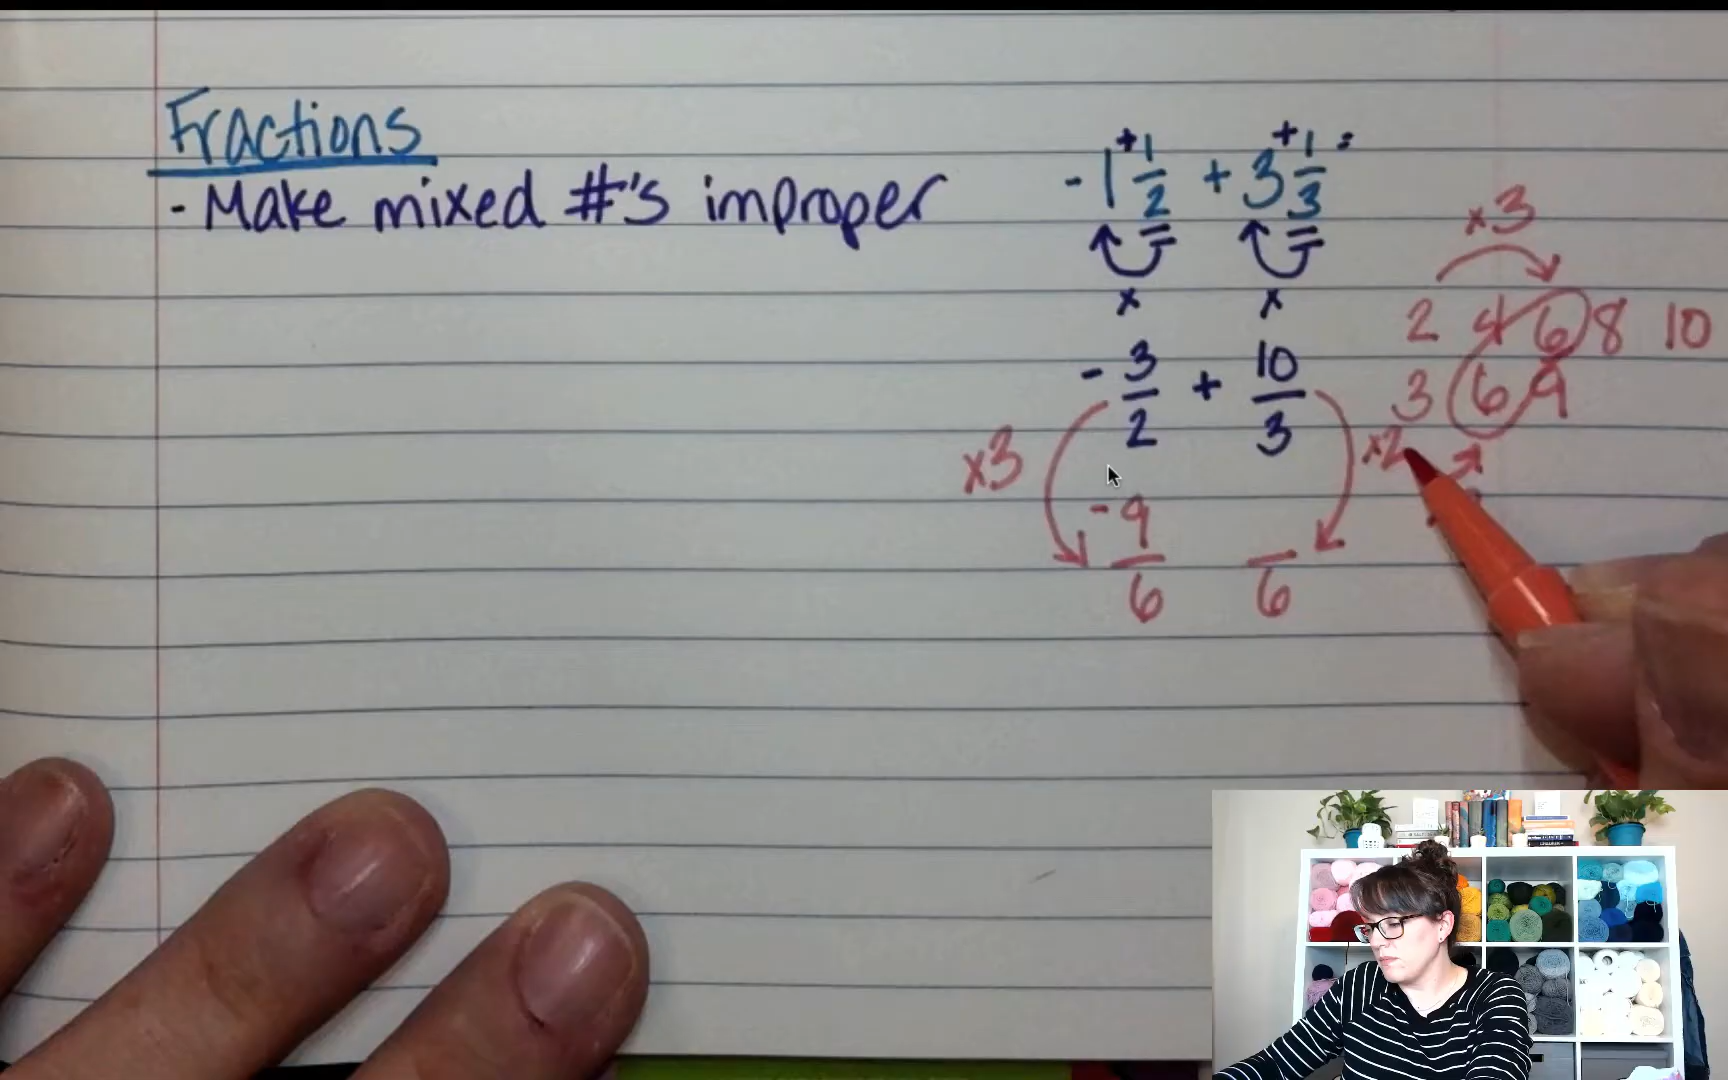 Fractions
- Make mixed #'s improper
+ +
- 1 1/2 + 3 1/3 =
x x
- 3/2 + 10/3
x3
x2
- 9/6 /6
x3
2 4 6 8 10
3 6 9